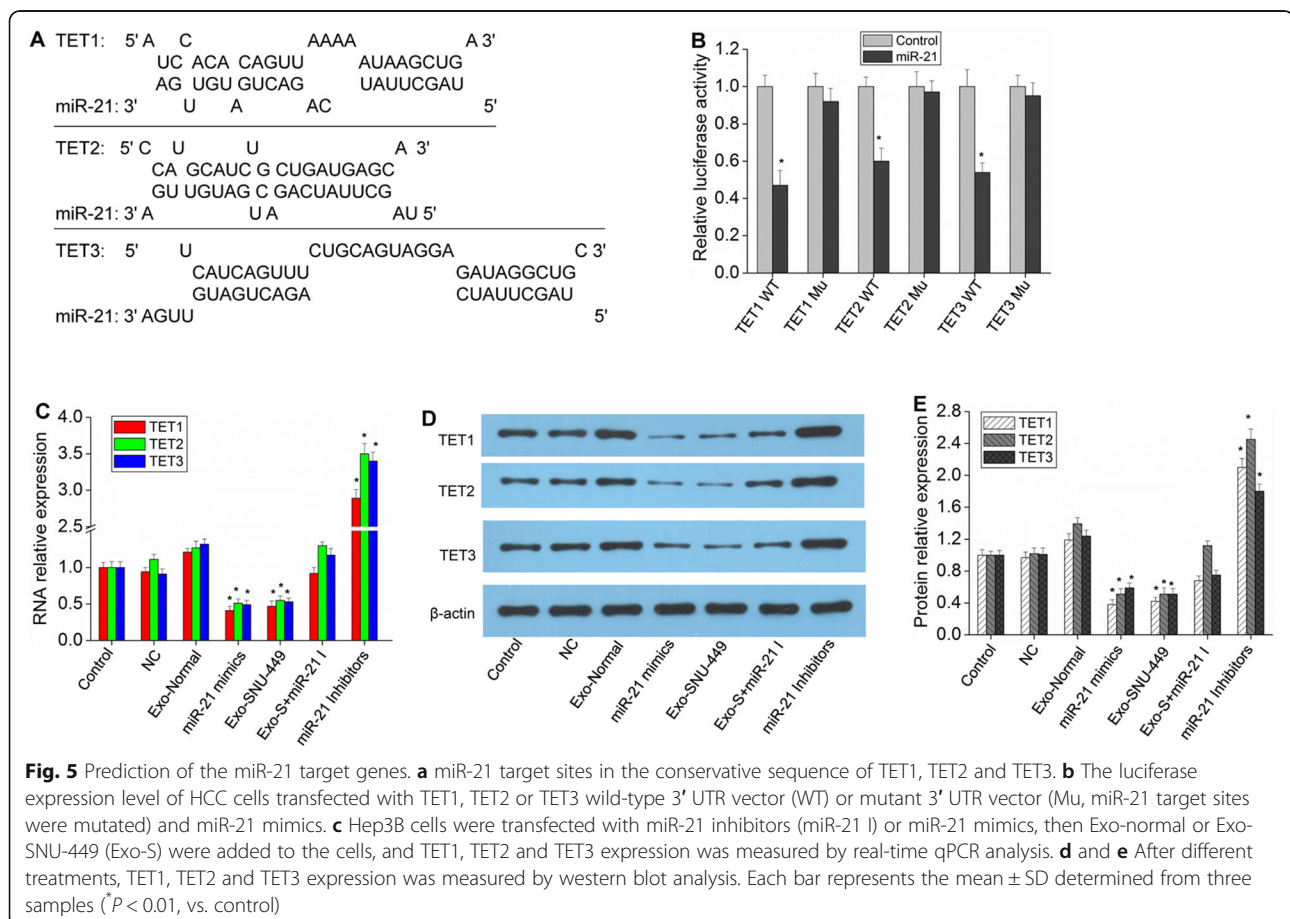 A
TET1: 5' A C AAAA A 3'
UC ACA CAGUU AUAAGCUG
AG UGU GUCAG UAUUCGAU
miR-21: 3' U A AC 5'
TET2: 5' C U U A 3'
CA GCAUC G CUGAUGAGC
GU UGUAG C GACUAUUCG
miR-21: 3' A U A AU 5'
TET3: 5' U CUGCAGUAGGA C 3'
CAUCAGUUU GAUAGGCUG
GUAGUCAGA CUAUUCGAU
miR-21: 3' AGUU 5'
B
Control
miR-21
Relative luciferase activity
1.2
1.0
0.8
0.6
0.4
0.2
0.0
* * *
TET1 WT
TET1 Mu
TET2 WT
TET2 Mu
TET3 WT
TET3 Mu
C
TET1
TET2
TET3
RNA relative expression
4.0
3.5
3.0
2.5
1.0
0.5
0.0
* * * * * * * * *
Control
NC
Exo-Normal
miR-21 mimics
Exo-SNU-449
Exo-S+miR-21 I
miR-21 Inhibitors
D
TET1
TET2
TET3
β-actin
Control
NC
Exo-Normal
miR-21 mimics
Exo-SNU-449
Exo-S+miR-21 I
miR-21 Inhibitors
E
TET1
TET2
TET3
Protein relative expression
2.8
2.4
2.0
1.6
1.2
0.8
0.4
0.0
* * * * * * * * *
Control
NC
Exo-Normal
miR-21 mimics
Exo-SNU-449
Exo-S+miR-21 I
miR-21 Inhibitors
Fig. 5 Prediction of the miR-21 target genes. a miR-21 target sites in the conservative sequence of TET1, TET2 and TET3. b The luciferase
expression level of HCC cells transfected with TET1, TET2 or TET3 wild-type 3′ UTR vector (WT) or mutant 3′ UTR vector (Mu, miR-21 target sites
were mutated) and miR-21 mimics. c Hep3B cells were transfected with miR-21 inhibitors (miR-21 I) or miR-21 mimics, then Exo-normal or Exo-
SNU-449 (Exo-S) were added to the cells, and TET1, TET2 and TET3 expression was measured by real-time qPCR analysis. d and e After different
treatments, TET1, TET2 and TET3 expression was measured by western blot analysis. Each bar represents the mean ± SD determined from three
samples (*P < 0.01, vs. control)